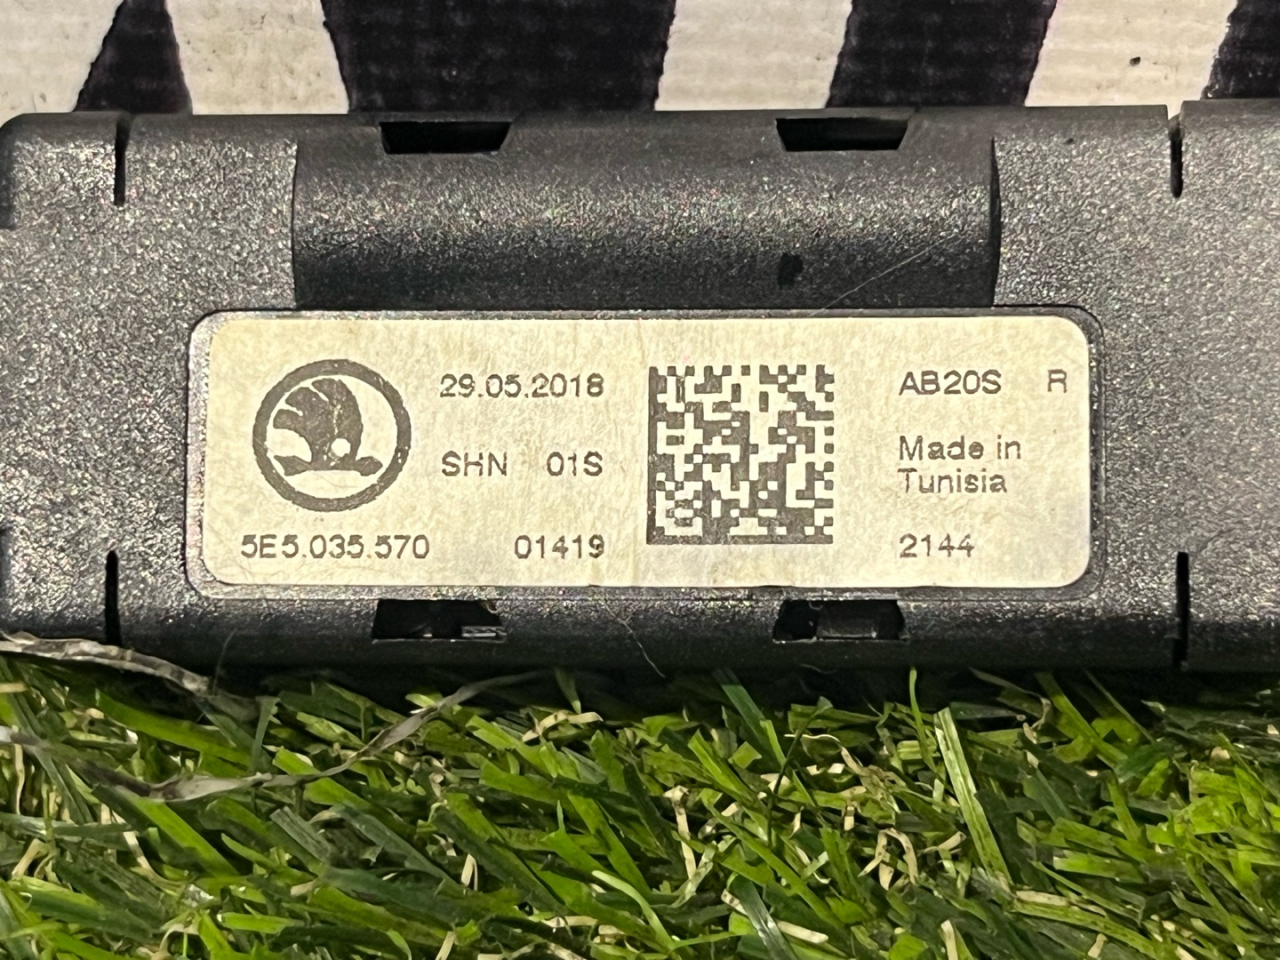 29.05.2018
SHN 01S
5E5.035.570 01419
AB20S R
Made in
Tunisia
2144